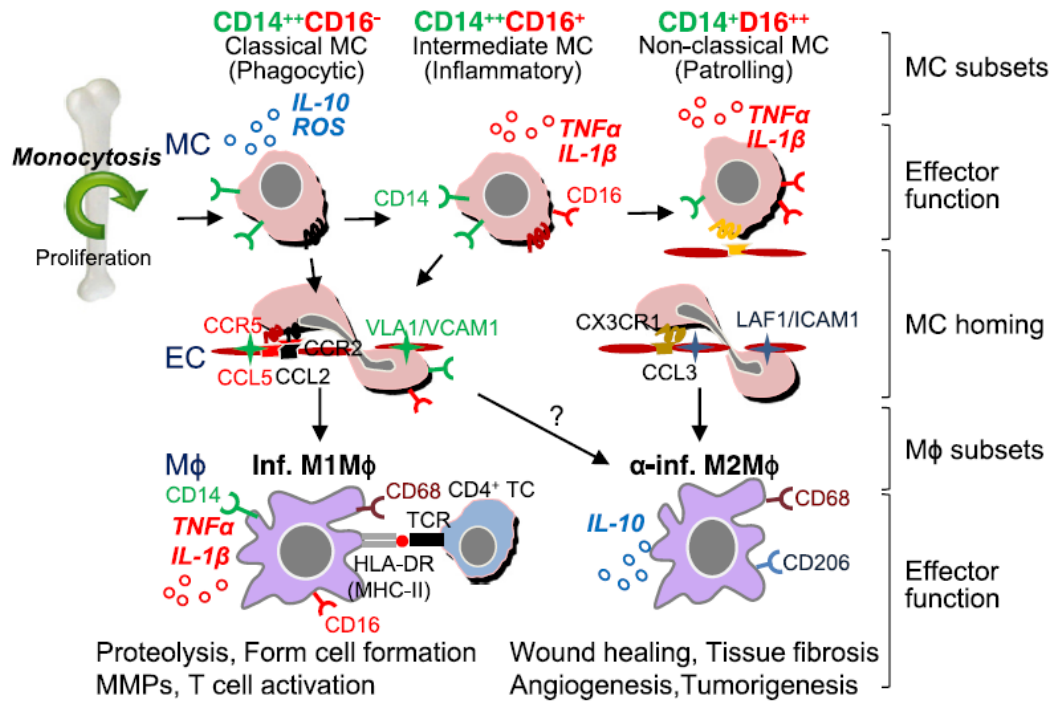 CD14⁺⁺CD16⁻ CD14⁺⁺CD16⁺ CD14⁺D16⁺⁺
Classical MC Intermediate MC Non-classical MC
(Phagocytic) (Inflammatory) (Patrolling)
MC subsets
IL-10
ROS
MC
TNFα
IL-1β
TNFα
IL-1β
Effector
function
Monocytosis
Proliferation
CD14
CD16
CCR5
VLA1/VCAM1
CX3CR1
LAF1/ICAM1
MC homing
EC
CCR2
CCL5
CCL2
CCL3
?
Mϕ subsets
Mϕ
Inf. M1Mϕ
α-inf. M2Mϕ
CD14
CD68
CD4⁺ TC
TCR
TNFα
IL-1β
HLA-DR
(MHC-II)
CD16
IL-10
CD68
CD206
Effector
function
Proteolysis, Form cell formation
MMPs, T cell activation
Wound healing, Tissue fibrosis
Angiogenesis,Tumorigenesis